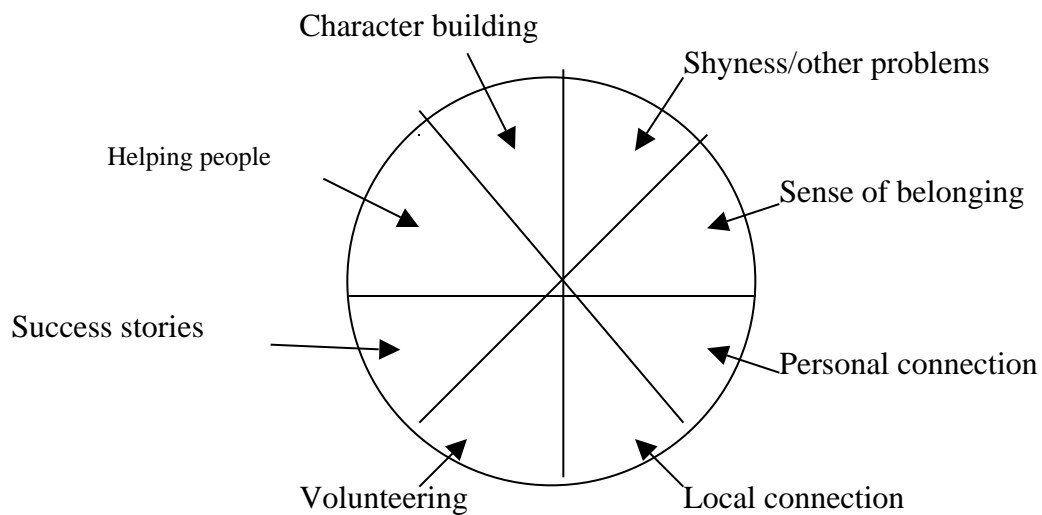 Character building
Shyness/other problems
Helping people
Sense of belonging
Success stories
Personal connection
Volunteering
Local connection